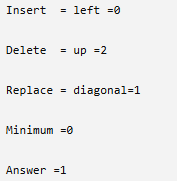 Insert  = left =0
Delete  = up =2
Replace = diagonal=1
Minimum =0
Answer =1